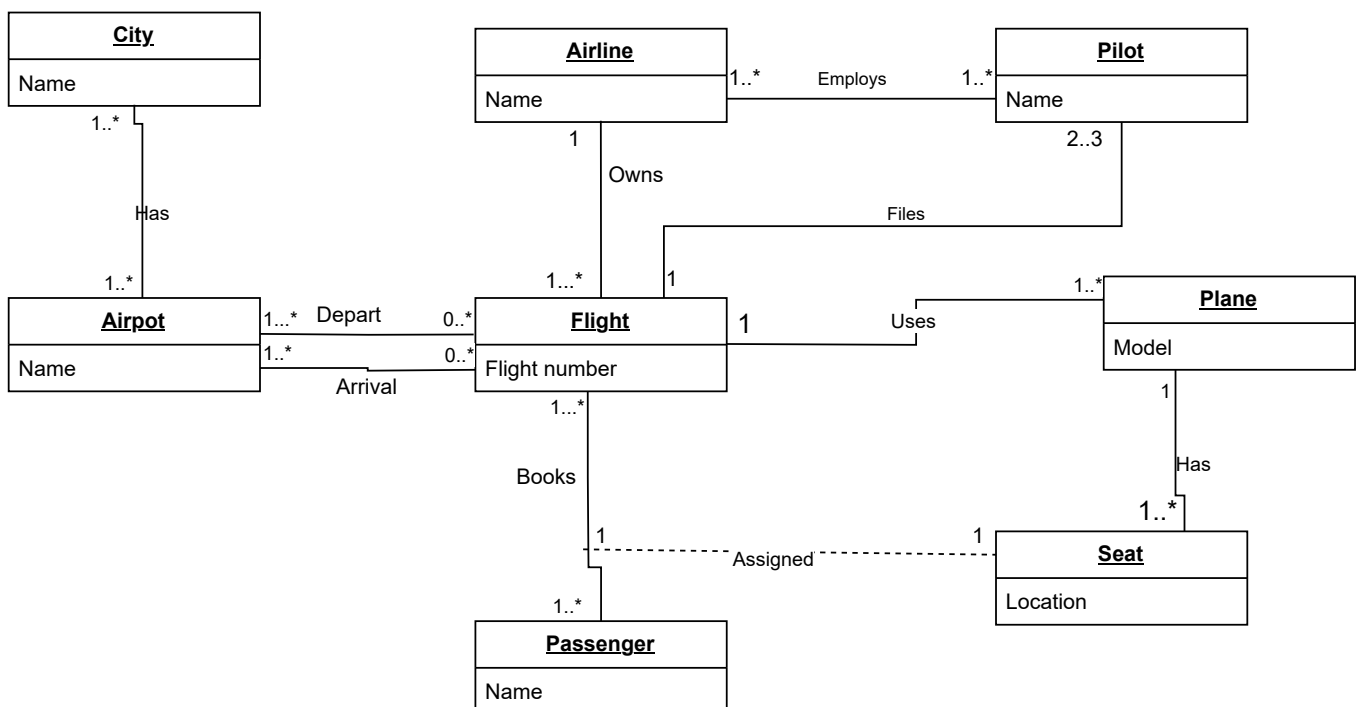 City
Name
1..*
Has
1..*
Airpot
Name
Airline
Name
1..*
Employs
1..*
Pilot
Name
1
Owns
1...*
2..3
Files
1
1...*
Depart
0..*
1..*
Arrival
0..*
Flight
Flight number
1
Uses
1..*
Plane
Model
1
Has
1..*
1...*
Books
1
Assigned
1
Seat
Location
1..*
Passenger
Name